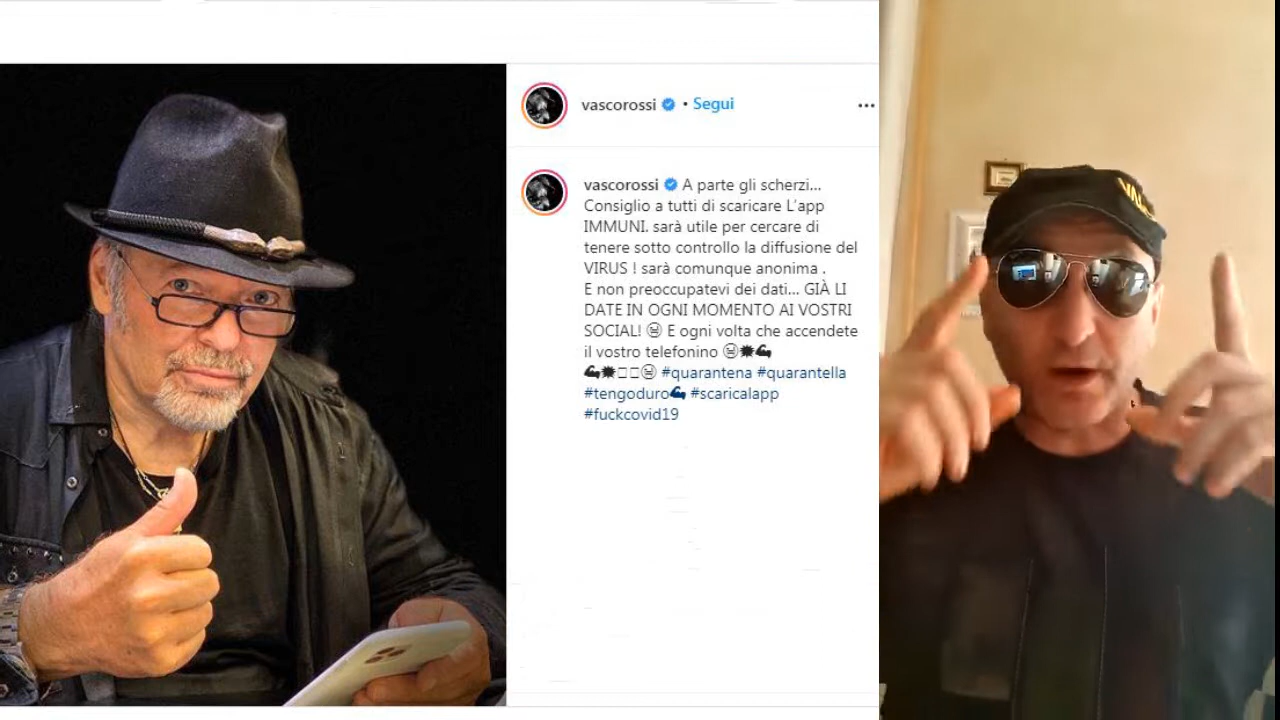 vascorossi • Segui
vascorossi A parte gli scherzi...
Consiglio a tutti di scaricare L'app
IMMUNI. sarà utile per cercare di
tenere sotto controllo la diffusione del
VIRUS ! sarà comunque anonima .
E non preoccupatevi dei dati... GIÀ LI
DATE IN OGNI MOMENTO AI VOSTRI
SOCIAL! 😫 E ogni volta che accendete
il vostro telefonino 😫✹💪
💪✹□□😫 #quarantena #quarantella
#tengoduro💪 #scaricalapp
#fuckcovid19